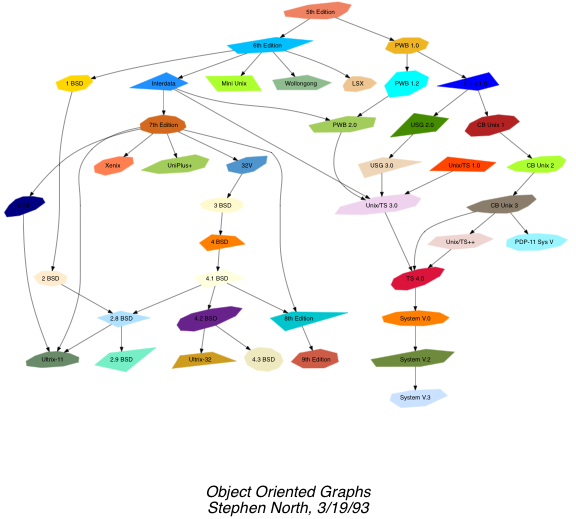 5th Edition
6th Edition
PWB 1.0
1 BSD
Interdata
Mini Unix
Wollongong
LSX
PWB 1.2
7th Edition
PWB 2.0
USG 2.0
CB Unix 1
Xenix
UniPlus+
32V
USG 3.0
Unix/TS 1.0
CB Unix 2
3 BSD
Unix/TS 3.0
CB Unix 3
4 BSD
Unix/TS++
PDP-11 Sys V
2 BSD
4.1 BSD
TS 4.0
2.8 BSD
4.2 BSD
8th Edition
System V.0
Ultrix-11
2.9 BSD
Ultrix-32
4.3 BSD
9th Edition
System V.2
System V.3
Object Oriented Graphs
Stephen North, 3/19/93